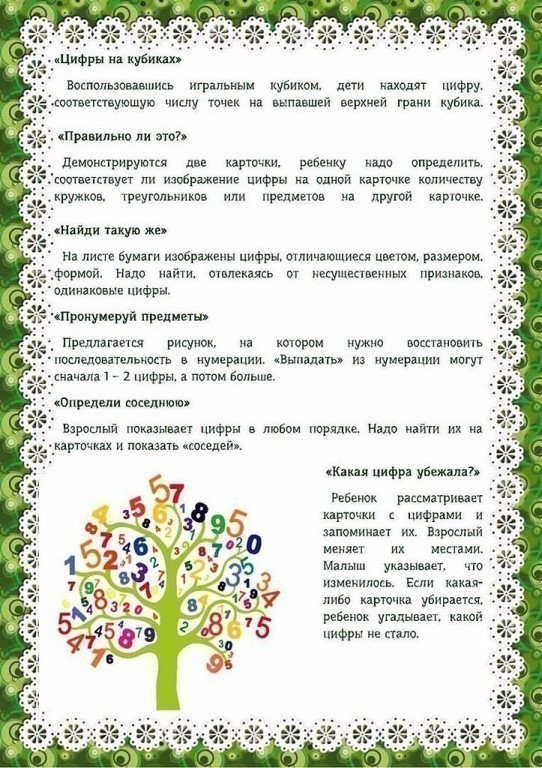 «Цифры на кубиках»
Воспользовавшись игральным кубиком, дети находят цифру,
соответствующую числу точек на выпавшей верхней грани кубика.
«Правильно ли это?»
Демонстрируются две карточки, ребенку надо определить,
соответствует ли изображение цифры на одной карточке количеству
кружков, треугольников или предметов на другой карточке.
«Найди такую же»
На листе бумаги изображены цифры, отличающиеся цветом, размером,
формой. Надо найти, отвлекаясь от несущественных признаков,
одинаковые цифры.
«Пронумеруй предметы»
Предлагается рисунок, на котором нужно восстановить
последовательность в нумерации. «Выпадать» из нумерации могут
сначала 1 – 2 цифры, а потом больше.
«Определи соседнюю»
Взрослый показывает цифры в любом порядке. Надо найти их на
карточках и показать «соседей».
«Какая цифра убежала?»
Ребенок рассматривает
карточки с цифрами и
запоминает их. Взрослый
меняет их местами.
Малыш указывает, что
изменилось. Если какая-
либо карточка убирается,
ребенок угадывает, какой
цифры не стало.